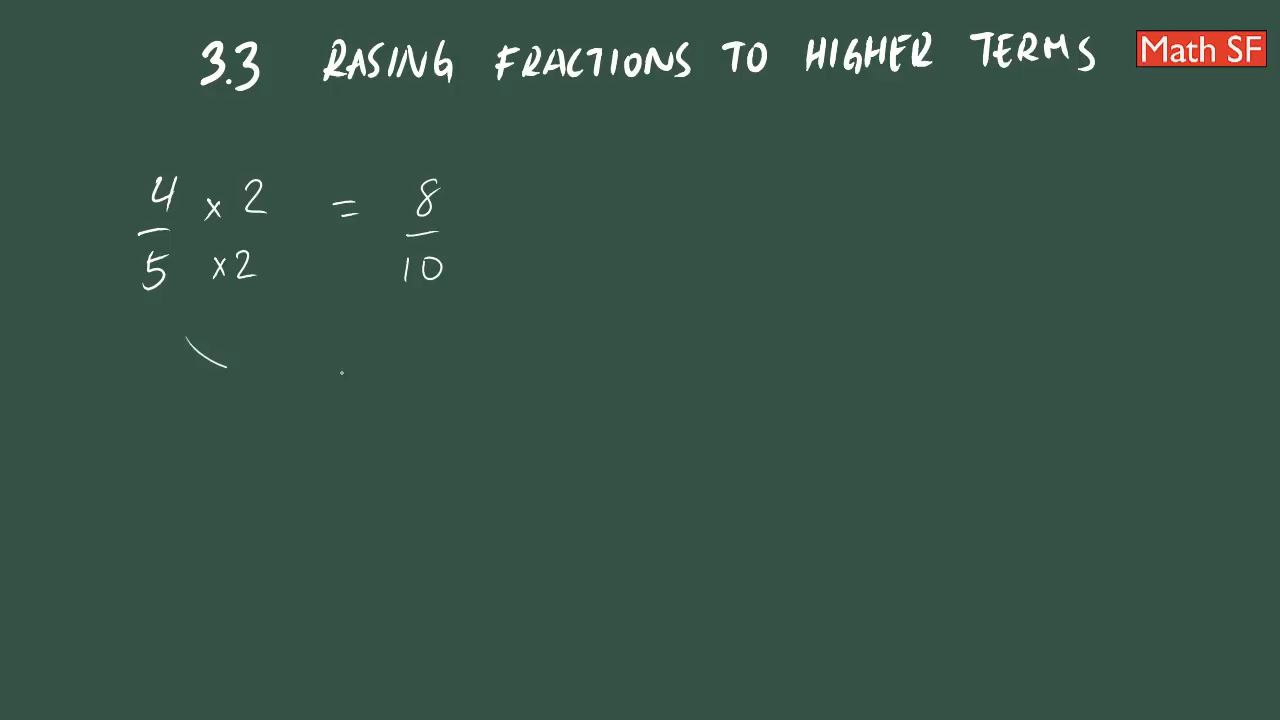 3.3 RASING FRACTIONS TO HIGHER TERMS Math SF
4 × 2 = 8
5 × 2 10